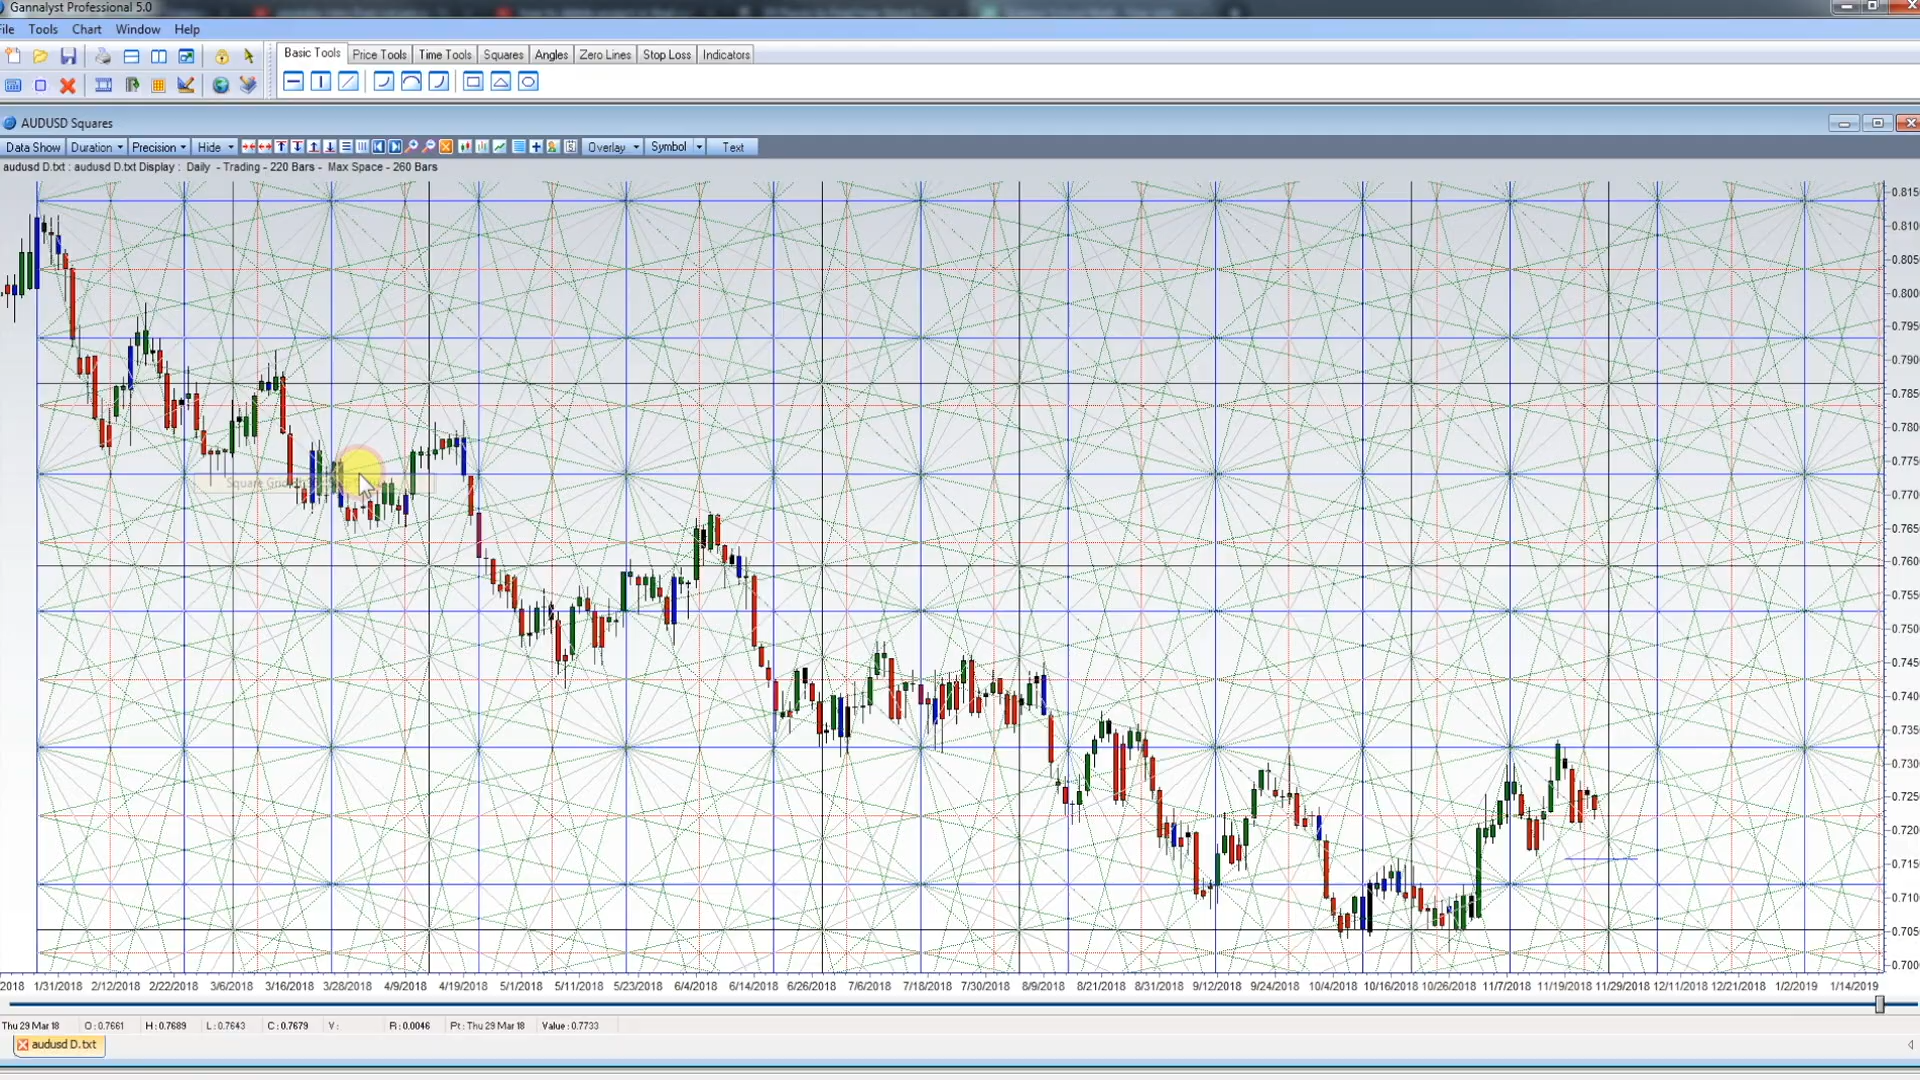 Gannalyst Professional 5.0
File Tools Chart Window Help
Basic Tools Price Tools Time Tools Squares Angles Zero Lines Stop Loss Indicators
AUDUSD Squares
Data Show Duration Precision Hide Overlay Symbol Text
audusd D.txt : audusd D.txt Display : Daily - Trading - 220 Bars - Max Space - 260 Bars
0.815
0.810
0.805
0.800
0.795
0.790
0.785
0.780
0.775
0.770
0.765
0.760
0.755
0.750
0.745
0.740
0.735
0.730
0.725
0.720
0.715
0.710
0.705
0.700
Square Grid
2018 1/31/2018 2/12/2018 2/22/2018 3/6/2018 3/16/2018 3/28/2018 4/9/2018 4/19/2018 5/1/2018 5/11/2018 5/23/2018 6/4/2018 6/14/2018 6/26/2018 7/6/2018 7/18/2018 7/30/2018 8/9/2018 8/21/2018 8/31/2018 9/12/2018 9/24/2018 10/4/2018 10/16/2018 10/26/2018 11/7/2018 11/19/2018 11/29/2018 12/11/2018 12/21/2018 1/2/2019 1/14/2019
Thu 29 Mar 18 O : 0.7661 H : 0.7689 L : 0.7643 C : 0.7679 V : R : 0.0046 Pt : Thu 29 Mar 18 Value : 0.7733
audusd D.txt